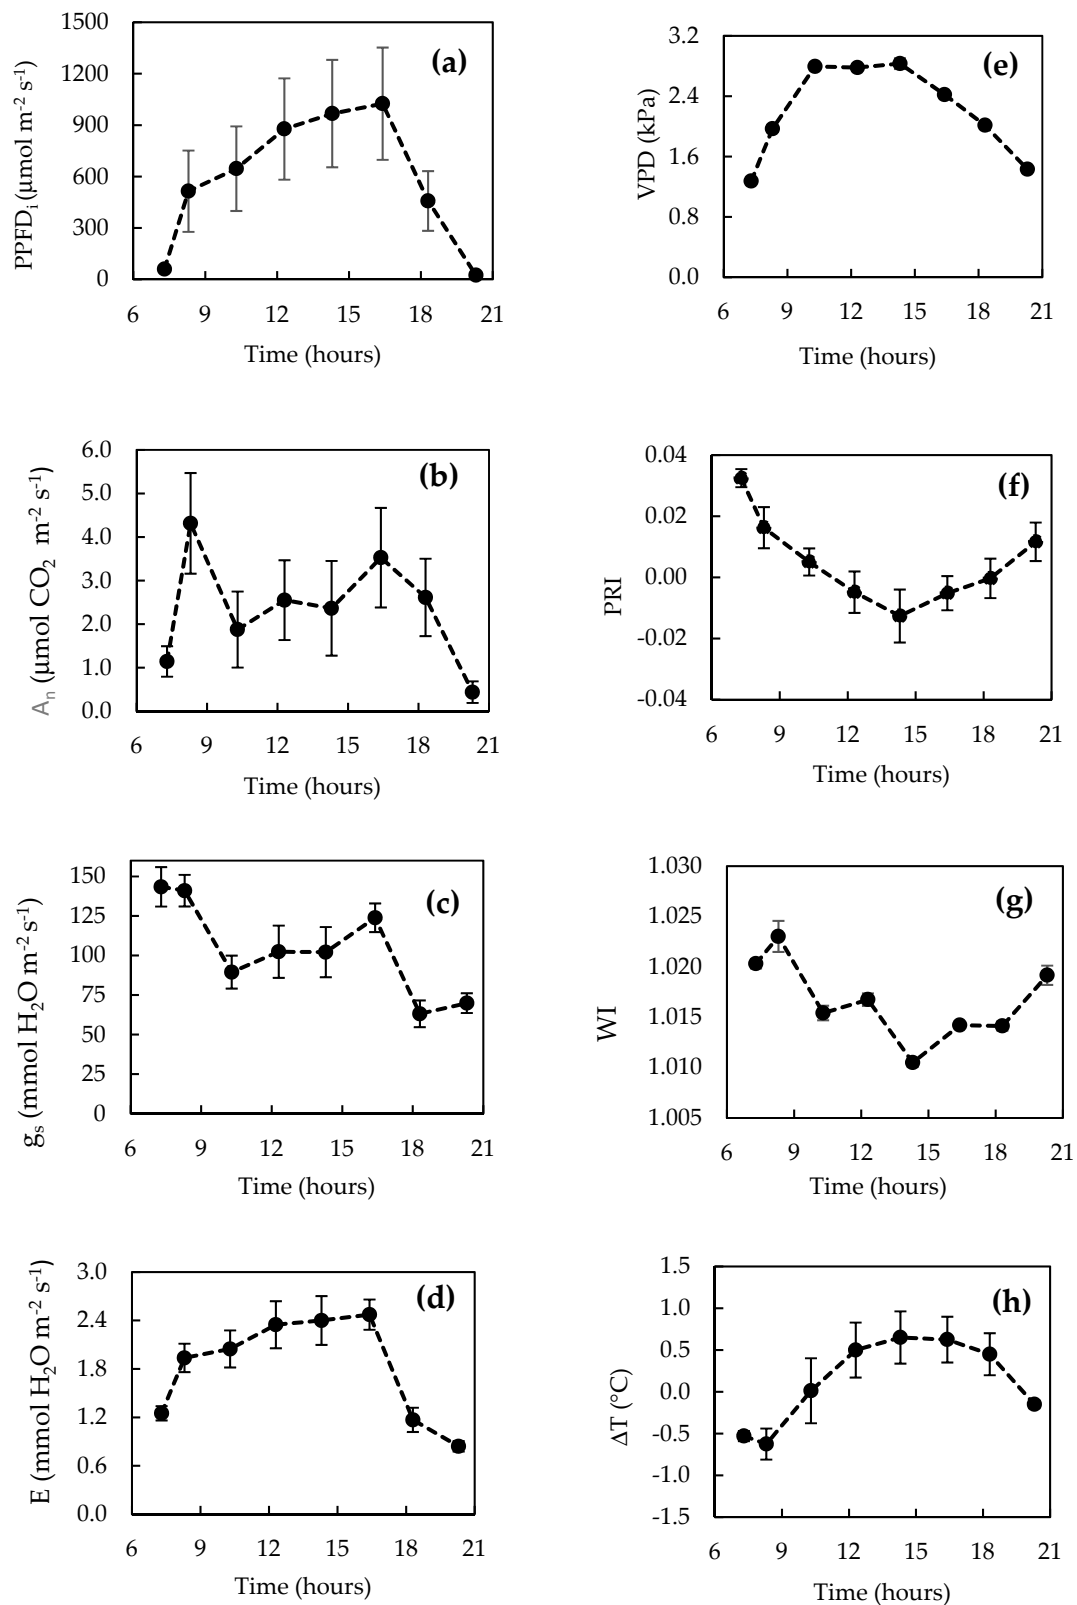 (a)
PPFDi (µmol m-2 s-1)
1500
1200
900
600
300
0
6 9 12 15 18 21
Time (hours)
(e)
VPD (kPa)
3.2
2.4
1.6
0.8
0.0
6 9 12 15 18 21
Time (hours)
(b)
An (µmol CO2 m-2 s-1)
6.0
5.0
4.0
3.0
2.0
1.0
0.0
6 9 12 15 18 21
Time (hours)
(f)
PRI
0.04
0.02
0.00
-0.02
-0.04
6 9 12 15 18 21
Time (hours)
(c)
gs (mmol H2O m-2 s-1)
150
125
100
75
50
25
0
6 9 12 15 18 21
Time (hours)
(g)
WI
1.030
1.025
1.020
1.015
1.010
1.005
6 9 12 15 18 21
Time (hours)
(d)
E (mmol H2O m-2 s-1)
3.0
2.4
1.8
1.2
0.6
0.0
6 9 12 15 18 21
Time (hours)
(h)
ΔT (°C)
1.5
1.0
0.5
0.0
-0.5
-1.0
-1.5
6 9 12 15 18 21
Time (hours)